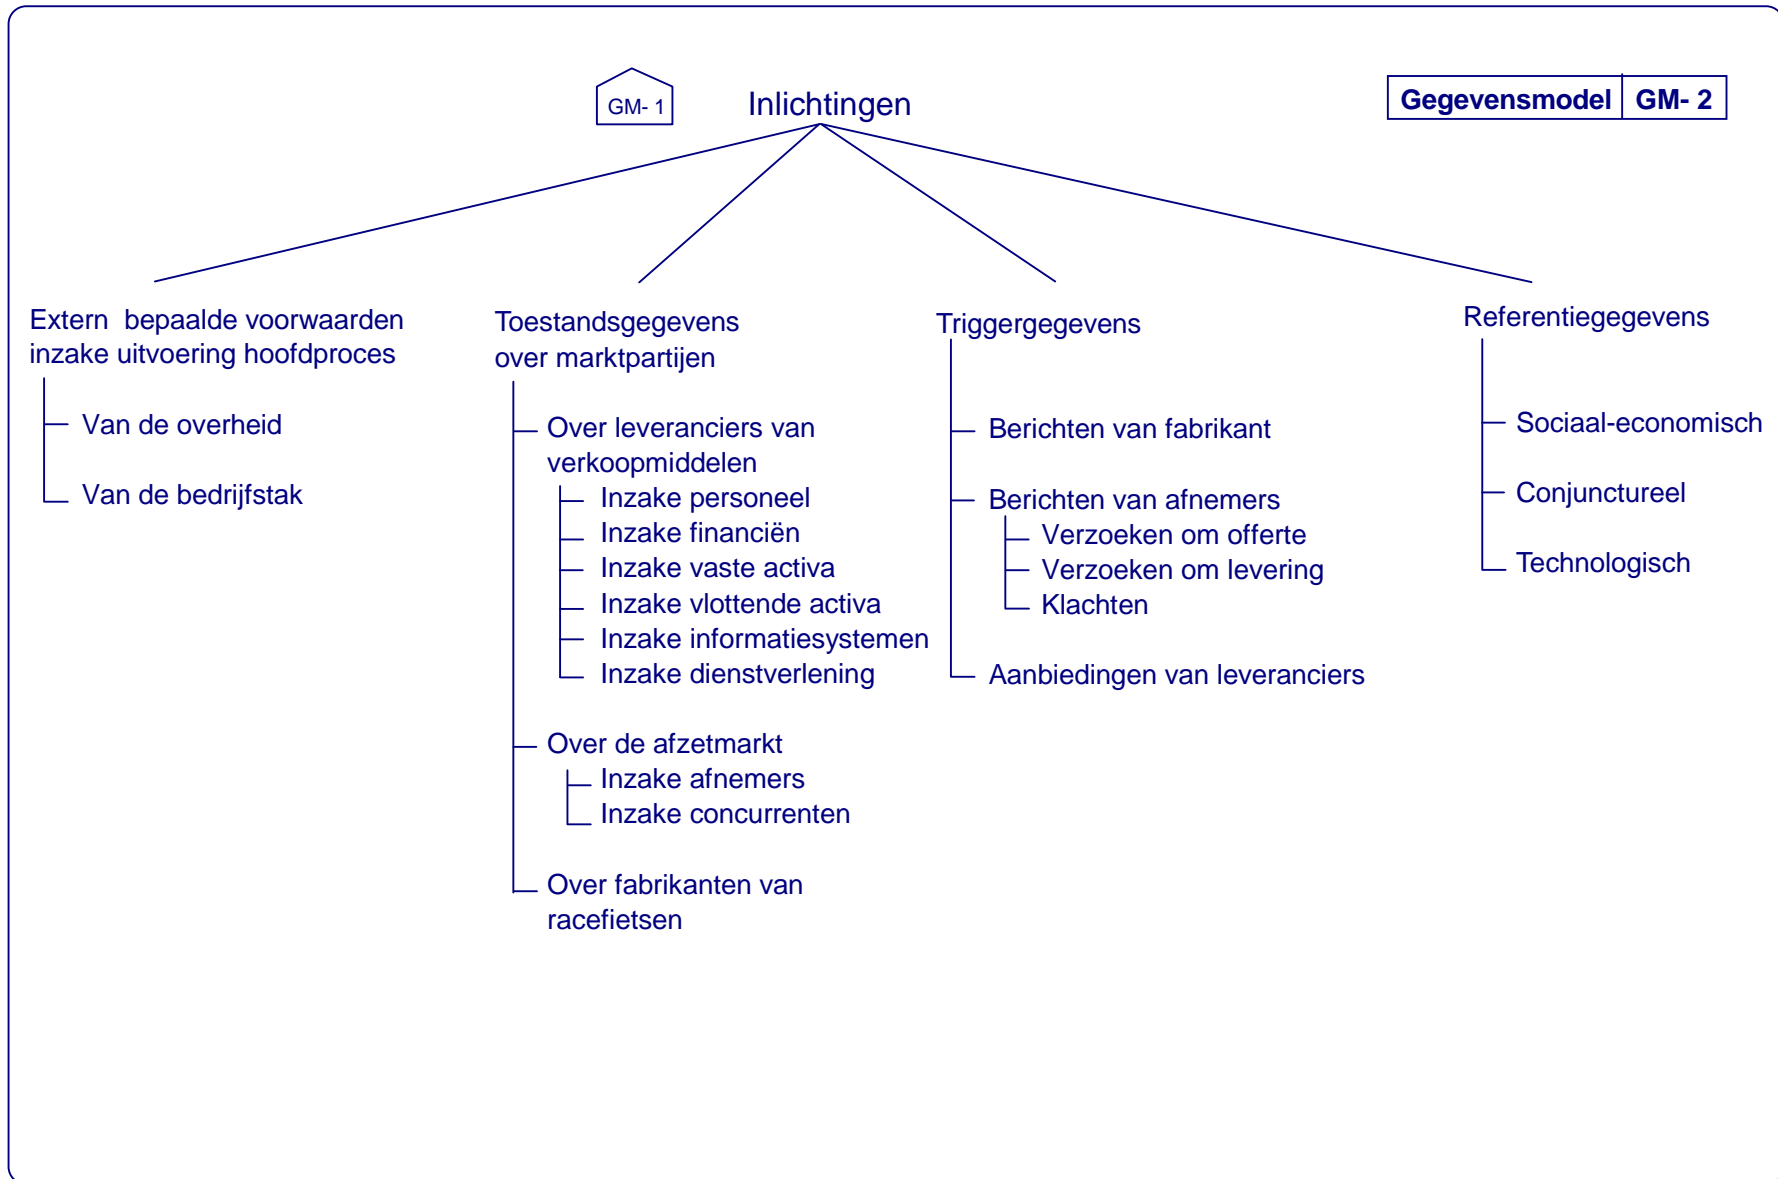 GM- 1
Inlichtingen
Gegevensmodel GM- 2
Extern bepaalde voorwaarden
inzake uitvoering hoofdproces
Van de overheid
Van de bedrijfstak
Toestandsgegevens
over marktpartijen
Over leveranciers van
verkoopmiddelen
Inzake personeel
Inzake financiën
Inzake vaste activa
Inzake vlottende activa
Inzake informatiesystemen
Inzake dienstverlening
Over de afzetmarkt
Inzake afnemers
Inzake concurrenten
Over fabrikanten van
racefietsen
Triggergegevens
Berichten van fabrikant
Berichten van afnemers
Verzoeken om offerte
Verzoeken om levering
Klachten
Aanbiedingen van leveranciers
Referentiegegevens
Sociaal-economisch
Conjunctureel
Technologisch